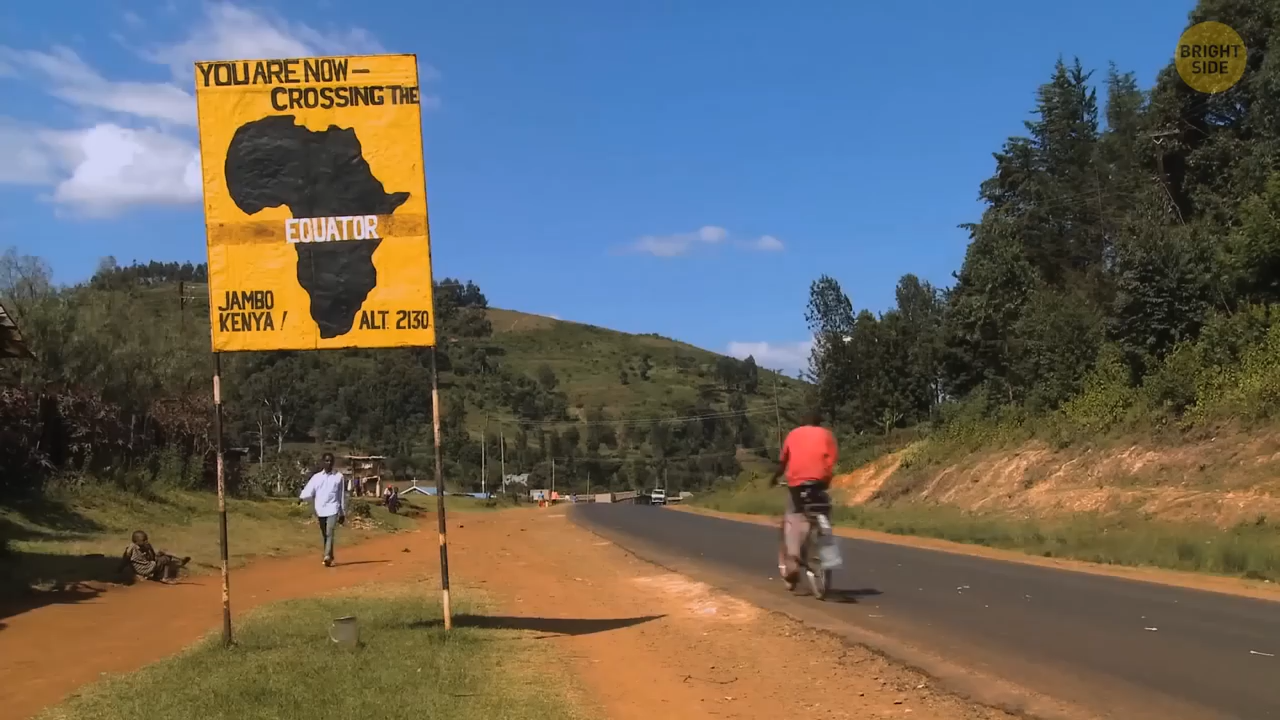 YOU ARE NOW —
CROSSING THE
EQUATOR
JAMBO
KENYA !
ALT. 2130
BRIGHT
SIDE